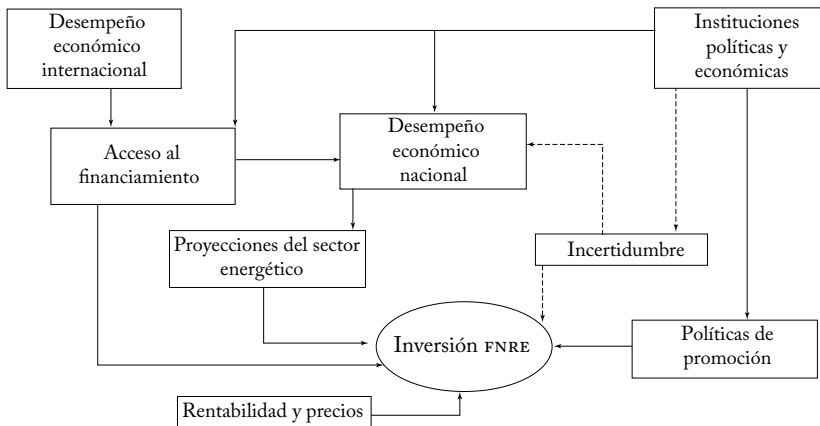 Desempeño
económico
internacional
Instituciones
políticas y
económicas
Acceso al
financiamiento
Desempeño
económico
nacional
Proyecciones del sector
energético
Incertidumbre
Inversión FNRE
Políticas de
promoción
Rentabilidad y precios